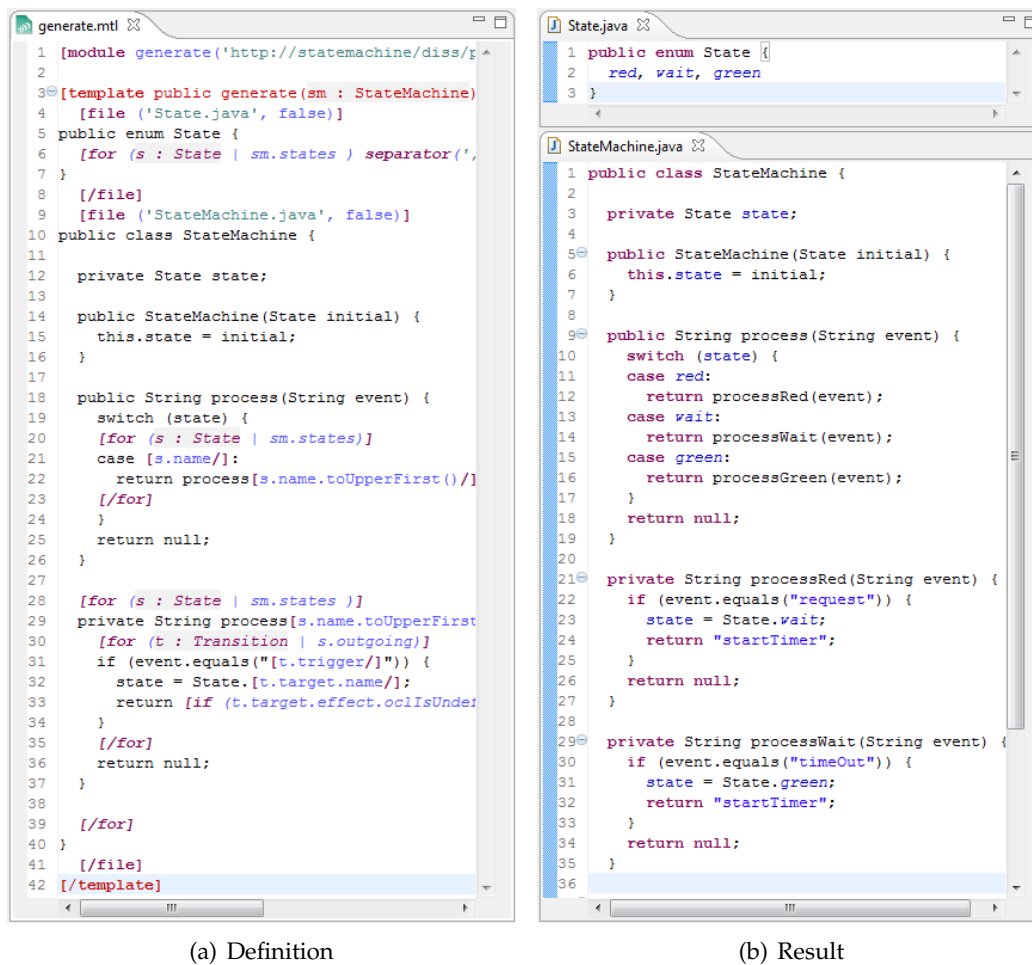 generate.mtl
1 [module generate('http://statemachine/diss/p
2
3 [template public generate(sm : StateMachine)
4 [file ('State.java', false)]
5 public enum State {
6 [for (s : State | sm.states ) separator(',
7 }
8 [/file]
9 [file ('StateMachine.java', false)]
10 public class StateMachine {
11
12 private State state;
13
14 public StateMachine(State initial) {
15 this.state = initial;
16 }
17
18 public String process(String event) {
19 switch (state) {
20 [for (s : State | sm.states)]
21 case [s.name/]:
22 return process[s.name.toUpperFirst()/]
23 [/for]
24 }
25 return null;
26 }
27
28 [for (s : State | sm.states )]
29 private String process[s.name.toUpperFirst
30 [for (t : Transition | s.outgoing)]
31 if (event.equals("[t.trigger/]")) {
32 state = State.[t.target.name/];
33 return [if (t.target.effect.oclIsUndef
34 }
35 [/for]
36 return null;
37 }
38
39 [/for]
40 }
41 [/file]
42 [/template]
(a) Definition
State.java
1 public enum State {
2 red, wait, green
3 }
StateMachine.java
1 public class StateMachine {
2
3 private State state;
4
5 public StateMachine(State initial) {
6 this.state = initial;
7 }
8
9 public String process(String event) {
10 switch (state) {
11 case red:
12 return processRed(event);
13 case wait:
14 return processWait(event);
15 case green:
16 return processGreen(event);
17 }
18 return null;
19 }
20
21 private String processRed(String event) {
22 if (event.equals("request")) {
23 state = State.wait;
24 return "startTimer";
25 }
26 return null;
27 }
28
29 private String processWait(String event) {
30 if (event.equals("timeOut")) {
31 state = State.green;
32 return "startTimer";
33 }
34 return null;
35 }
36
(b) Result